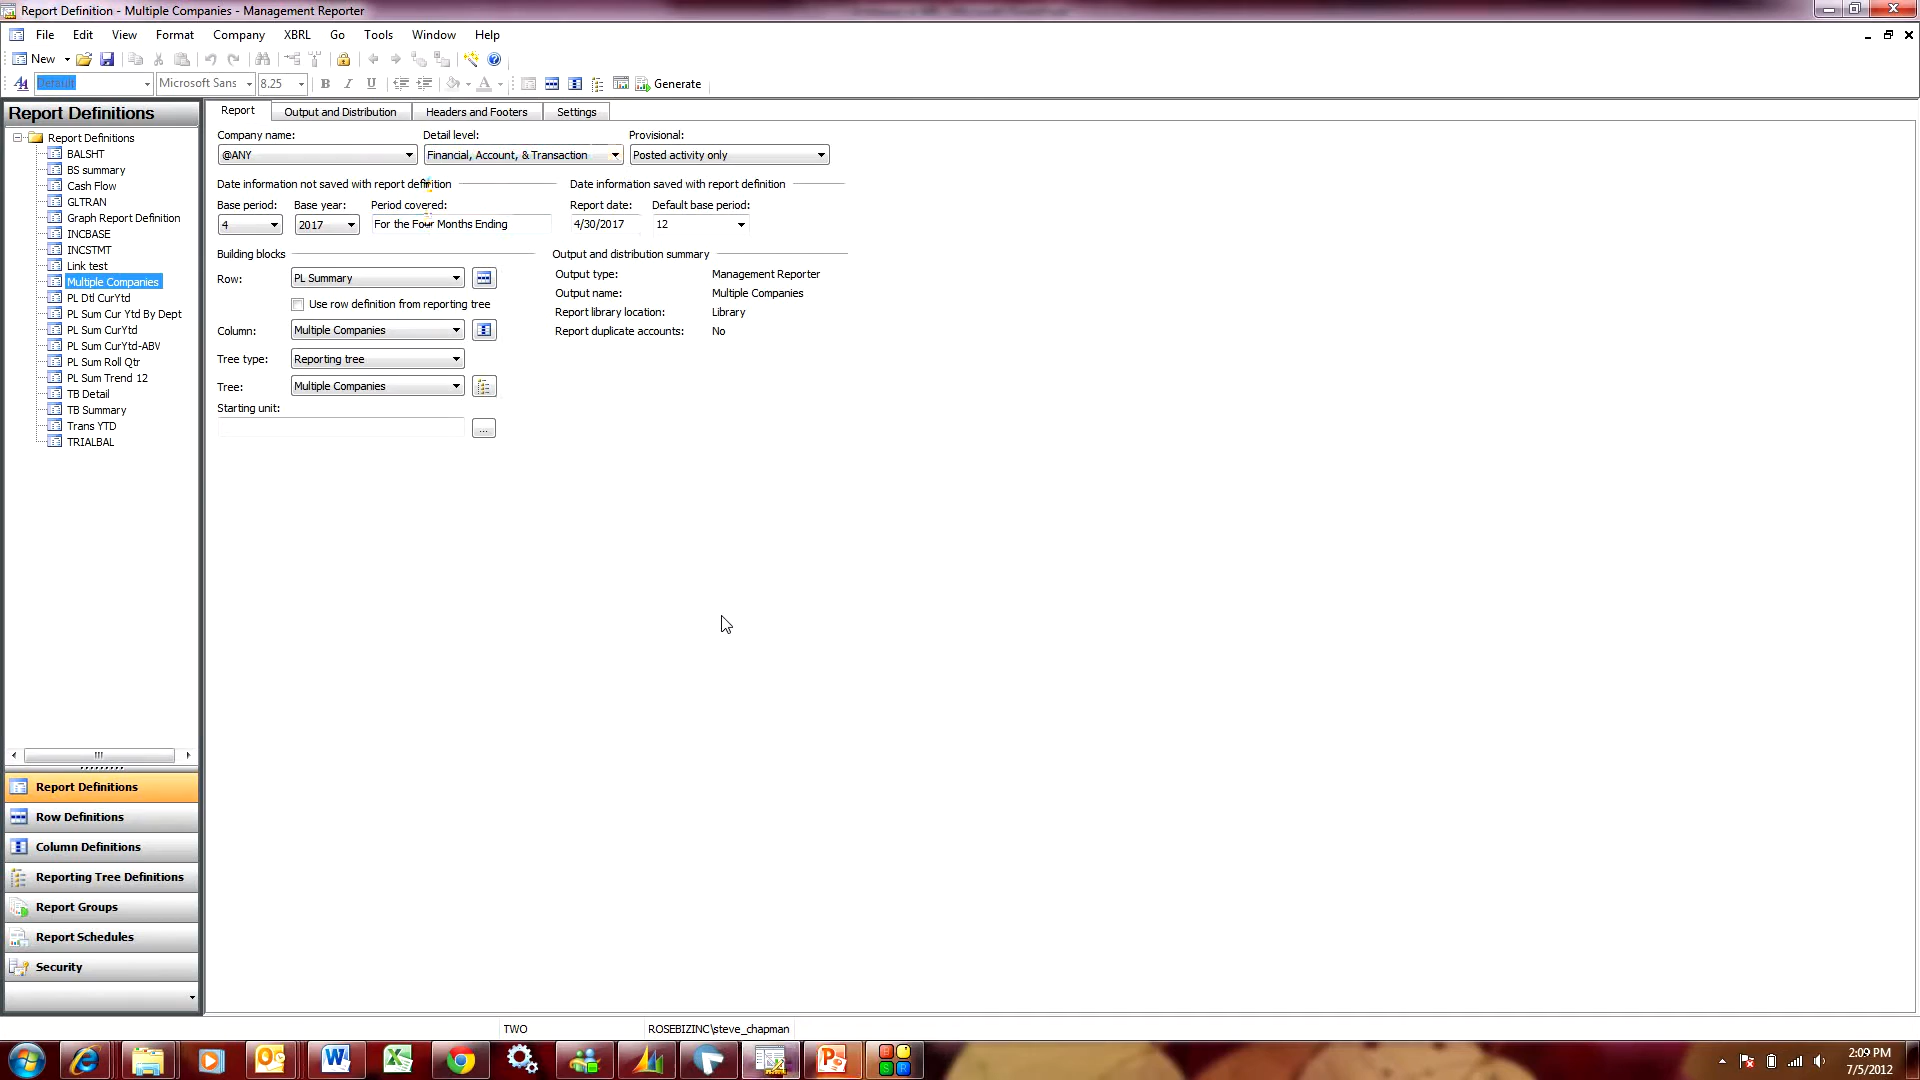 Report Definition - Multiple Companies - Management Reporter
File Edit View Format Company XBRL Go Tools Window Help
New
Default Microsoft Sans 8.25 B I U A Generate
Report Definitions
Report Definitions
BALSHT
BS summary
Cash Flow
GLTRAN
Graph Report Definition
INCBASE
INCSTMT
Link test
Multiple Companies
PL Dtl CurYtd
PL Sum Cur Ytd By Dept
PL Sum CurYtd
PL Sum CurYtd-ABV
PL Sum Roll Qtr
PL Sum Trend 12
TB Detail
TB Summary
Trans YTD
TRIALBAL
Report Definitions
Row Definitions
Column Definitions
Reporting Tree Definitions
Report Groups
Report Schedules
Security
Report Output and Distribution Headers and Footers Settings
Company name: Detail level: Provisional:
@ANY Financial, Account, & Transaction Posted activity only
Date information not saved with report definition Date information saved with report definition
Base period: Base year: Period covered: Report date: Default base period:
4 2017 For the Four Months Ending 4/30/2017 12
Building blocks Output and distribution summary
Row: PL Summary
Use row definition from reporting tree
Column: Multiple Companies
Tree type: Reporting tree
Tree: Multiple Companies
Starting unit:
...
Output type: Management Reporter
Output name: Multiple Companies
Report library location: Library
Report duplicate accounts: No
TWO ROSEBIZINC\steve_chapman
2:09 PM
7/5/2012